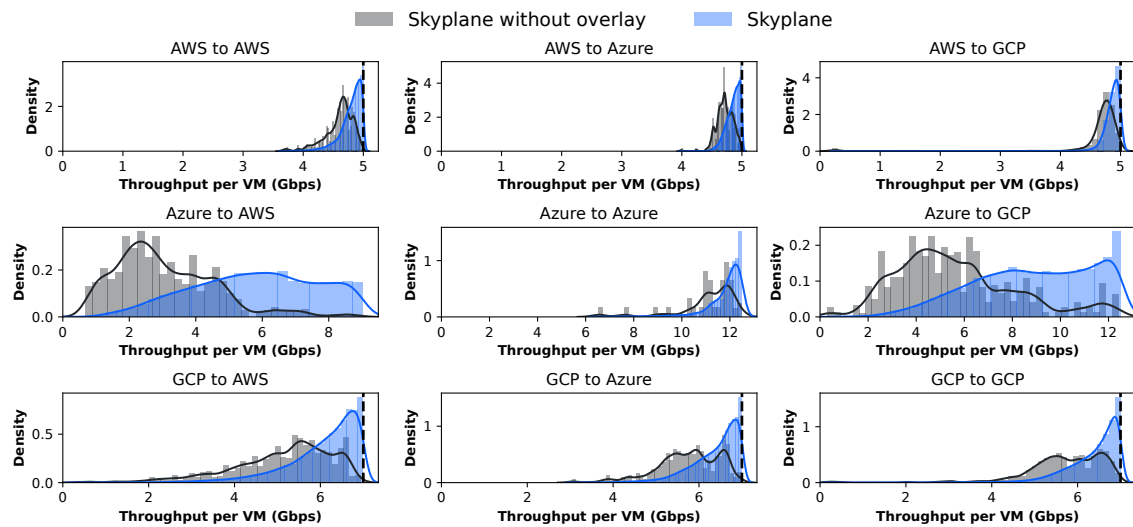 Skyplane without overlay Skyplane
AWS to AWS AWS to Azure AWS to GCP
Density 0 2 0 1 2 3 4 5 Throughput per VM (Gbps)
Density 0 2 4 0 1 2 3 4 5 Throughput per VM (Gbps)
Density 0 2 4 0 1 2 3 4 5 Throughput per VM (Gbps)
Azure to AWS Azure to Azure Azure to GCP
Density 0.0 0.2 0 2 4 6 8 Throughput per VM (Gbps)
Density 0 1 0 2 4 6 8 10 12 Throughput per VM (Gbps)
Density 0.0 0.1 0.2 0 2 4 6 8 10 12 Throughput per VM (Gbps)
GCP to AWS GCP to Azure GCP to GCP
Density 0.0 0.5 0 2 4 6 Throughput per VM (Gbps)
Density 0 1 0 2 4 6 Throughput per VM (Gbps)
Density 0 1 0 2 4 6 Throughput per VM (Gbps)